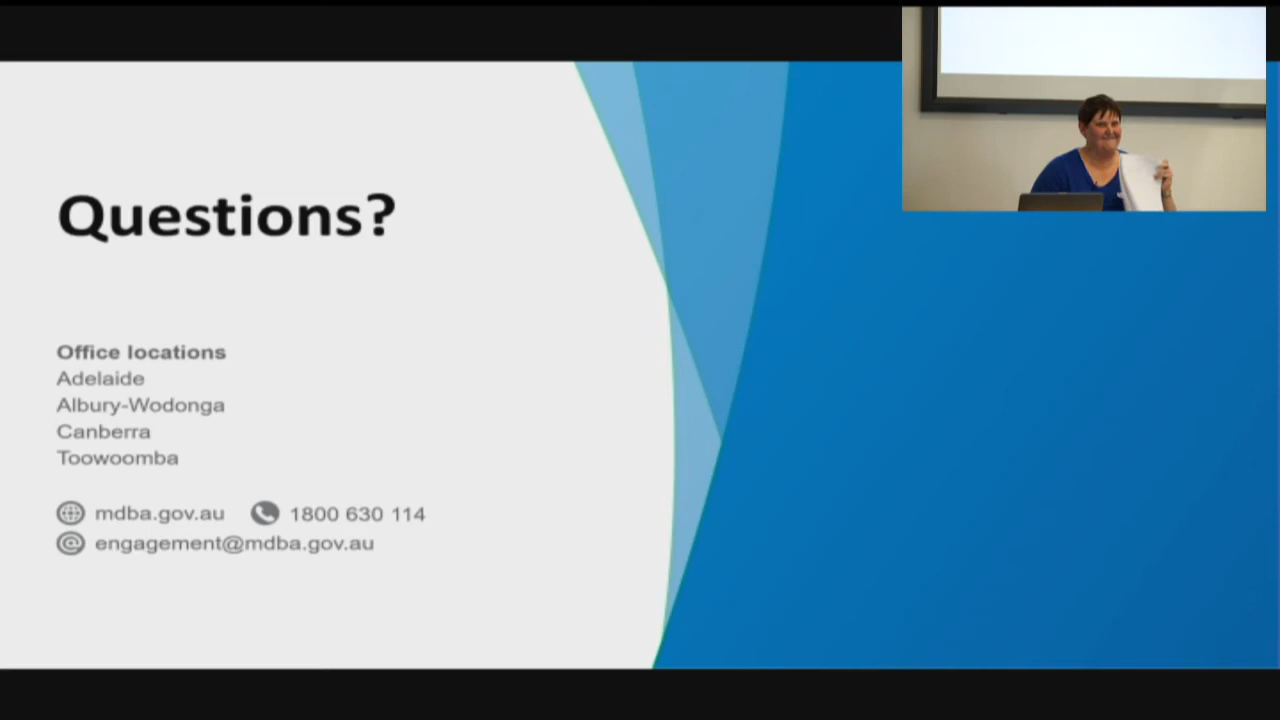 Questions?
Office locations
Adelaide
Albury-Wodonga
Canberra
Toowoomba
mdba.gov.au 1800 630 114
engagement@mdba.gov.au